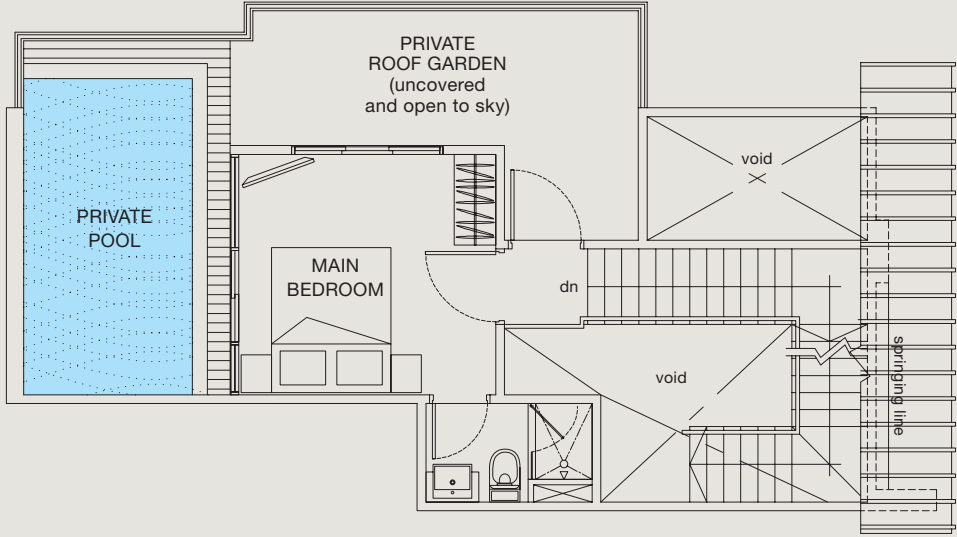 PRIVATE
ROOF GARDEN
(uncovered
and open to sky)
void
PRIVATE
POOL
MAIN
BEDROOM
dn
void
springing line